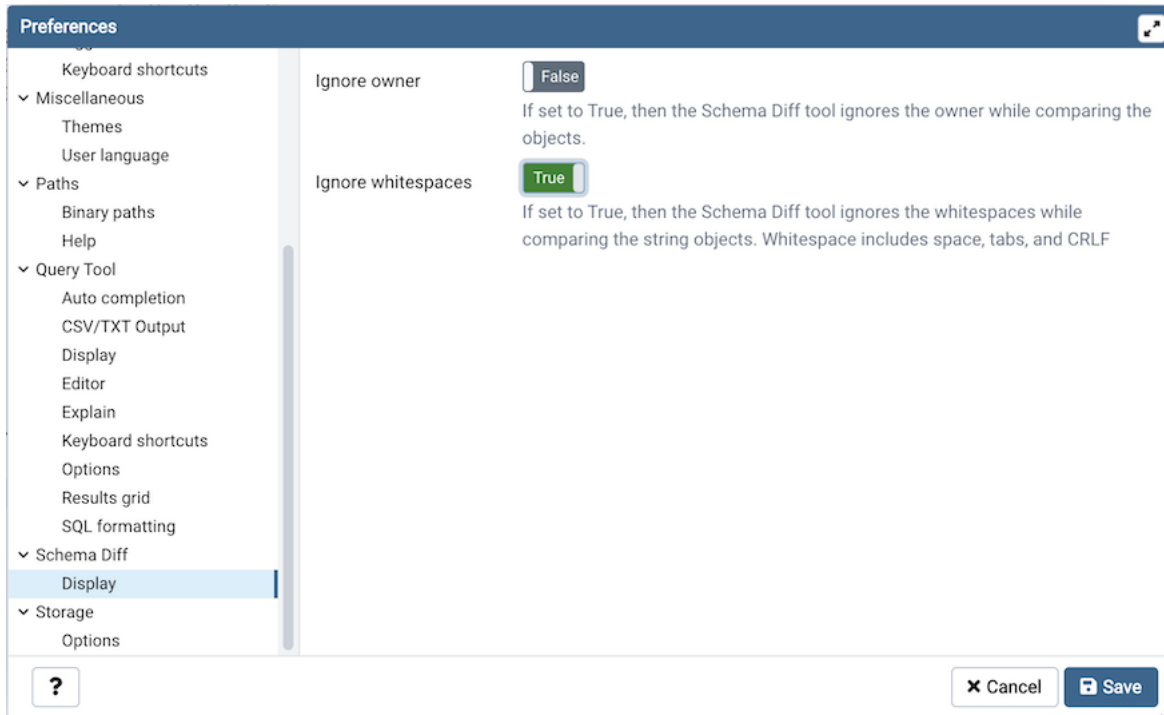 Preferences
Keyboard shortcuts
Miscellaneous
Themes
User language
Paths
Binary paths
Help
Query Tool
Auto completion
CSV/TXT Output
Display
Editor
Explain
Keyboard shortcuts
Options
Results grid
SQL formatting
Schema Diff
Display
Storage
Options
Ignore owner
False
If set to True, then the Schema Diff tool ignores the owner while comparing the
objects.
Ignore whitespaces
True
If set to True, then the Schema Diff tool ignores the whitespaces while
comparing the string objects. Whitespace includes space, tabs, and CRLF
?
Cancel
Save